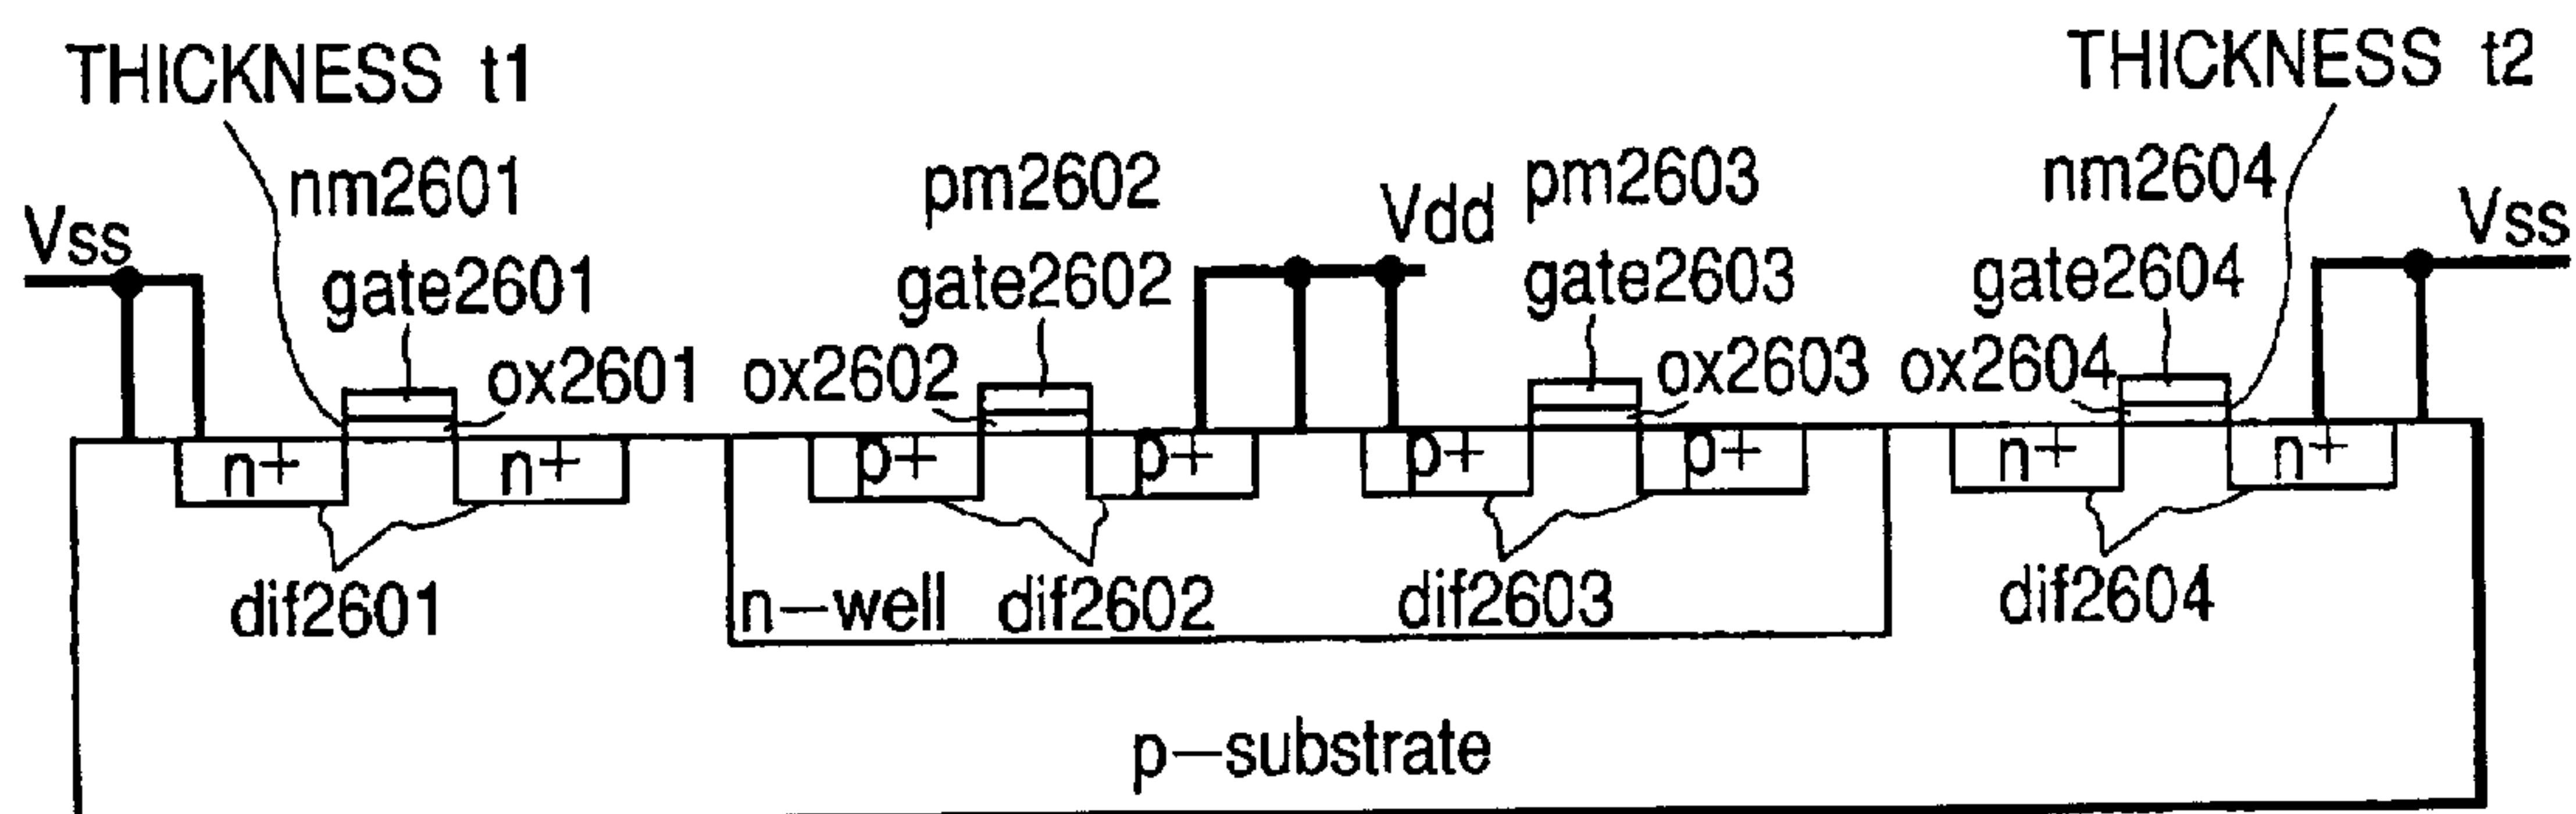 THICKNESS t1
THICKNESS t2
nm2601
pm2602
Vdd
pm2603
nm2604
Vss
Vss
gate2601
gate2602
gate2603
gate2604
ox2601
ox2602
ox2603
ox2604
n+
n+
p+
p+
p+
p+
n+
n+
dif2601
n-well
dif2602
dif2603
dif2604
p-substrate